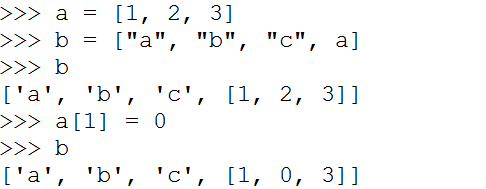 >>> a = [1, 2, 3]
>>> b = ["a", "b", "c", a]
>>> b
['a', 'b', 'c', [1, 2, 3]]
>>> a[1] = 0
>>> b
['a', 'b', 'c', [1, 0, 3]]